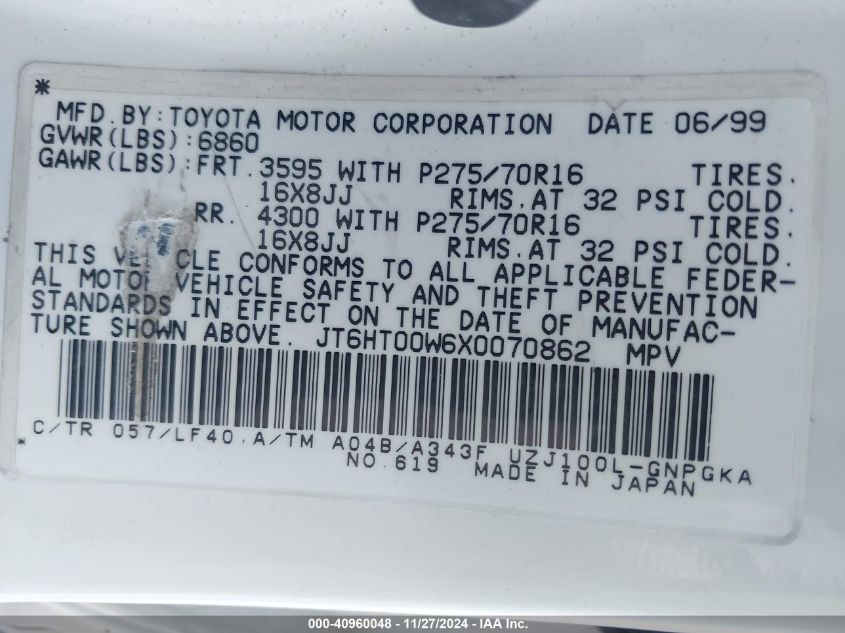 *
MFD.BY:TOYOTA MOTOR CORPORATION DATE 06/99
GVWR(LBS):6860
GAWR(LBS):FRT.3595 WITH P275/70R16 TIRES.
16X8JJ RIMS.AT 32 PSI COLD.
RR. 4300 WITH P275/70R16 TIRES.
16X8JJ RIMS.AT 32 PSI COLD.
THIS VEHICLE CONFORMS TO ALL APPLICABLE FEDER-
AL MOTOR VEHICLE SAFETY AND THEFT PREVENTION
STANDARDS IN EFFECT ON THE DATE OF MANUFAC-
TURE SHOWN ABOVE. JT6HT00W6X0070862 MPV
C/TR 057/LF40 A/TM A04B/A343F UZJ100L-GNPGKA
* NO.619 MADE IN JAPAN
000-40960048 - 11/27/2024 - IAA Inc.